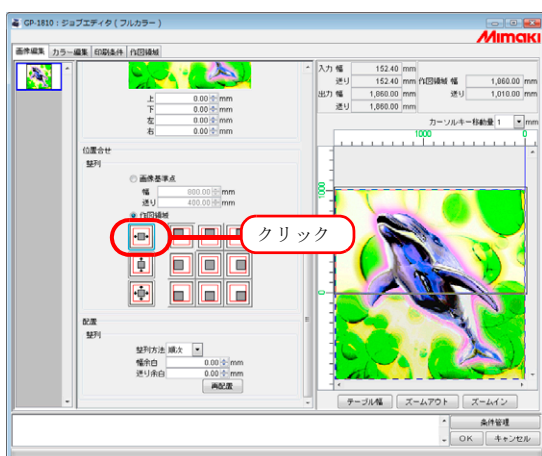 GP-1810 : ジョブエディタ ( フルカラー )
Mimaki
画像編集 カラー編集 印刷条件 作図領域
上 0.00 mm
下 0.00 mm
左 0.00 mm
右 0.00 mm
位置合せ
整列
画像基準点
幅 800.00 mm
送り 400.00 mm
作図領域
クリック
配置
整列
整列方法 順次
幅余白 0.00 mm
送り余白 0.00 mm
再配置
入力 幅 152.40 mm
送り 152.40 mm 作図領域 幅 1,860.00 mm
出力 幅 1,860.00 mm 送り 1,010.00 mm
送り 1,860.00 mm
カーソルキー移動量 1 mm
1000 0
800
0
テーブル幅 ズームアウト ズームイン
条件管理
OK キャンセル